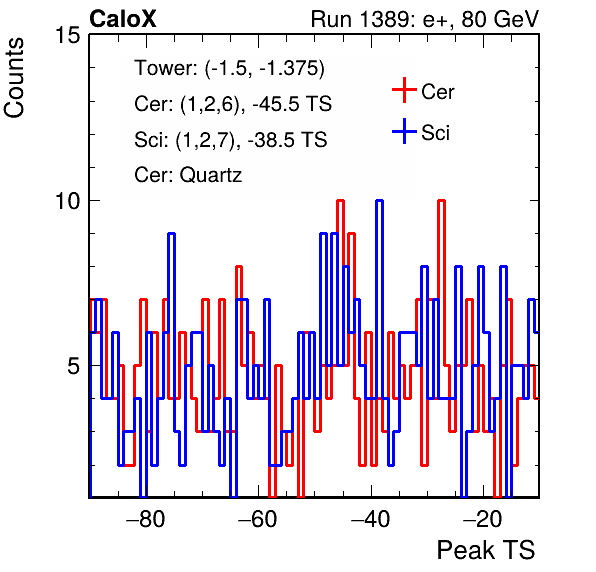 CaloX Run 1389: e+, 80 GeV
Counts
15
10
5
Tower: (-1.5, -1.375)
Cer: (1,2,6), -45.5 TS
Sci: (1,2,7), -38.5 TS
Cer: Quartz
Cer
Sci
−80 −60 −40 −20
Peak TS